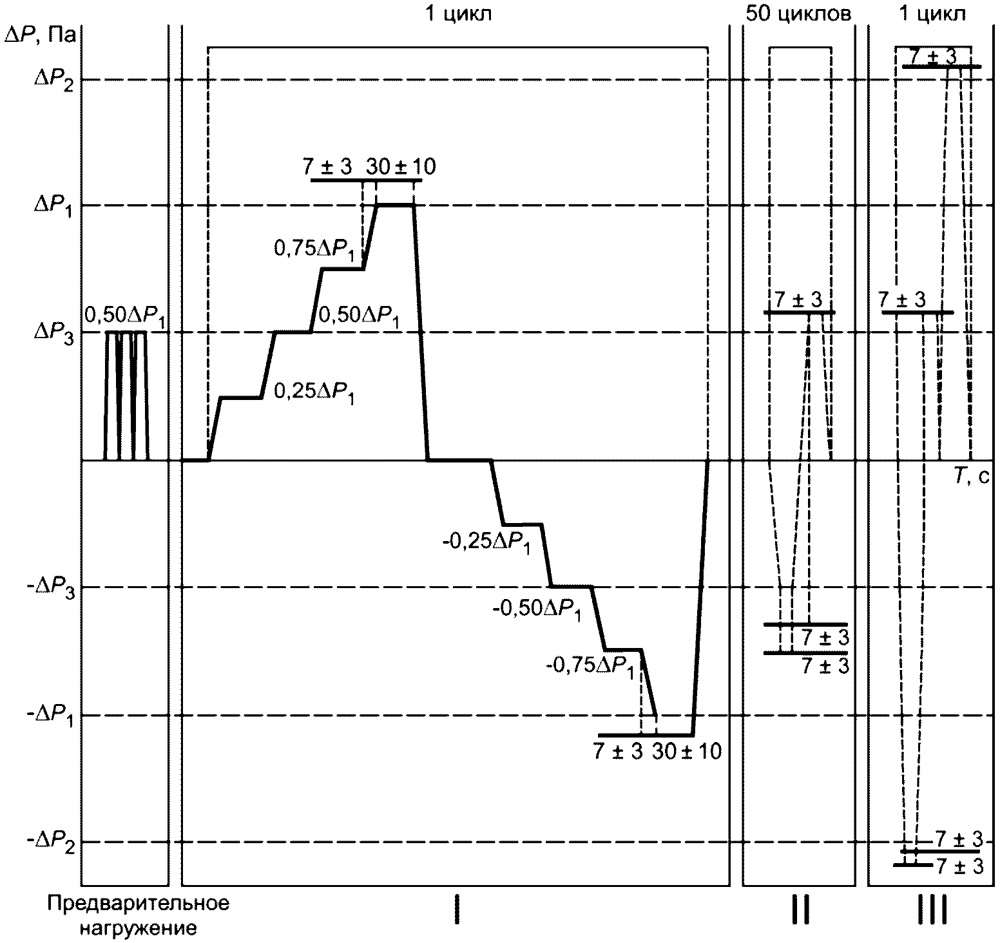 1 цикл
50 циклов
1 цикл
ΔP, Па
7 ± 3
ΔP2
7 ± 3 30 ± 10
ΔP1
0,75ΔP1
7 ± 3
7 ± 3
0,50ΔP1
0,50ΔP1
ΔP3
0,25ΔP1
T, с
-0,25ΔP1
-ΔP3
-0,50ΔP1
7 ± 3
-0,75ΔP1
7 ± 3
-ΔP1
7 ± 3 30 ± 10
-ΔP2
7 ± 3
7 ± 3
Предварительное
нагружение
I
II
III